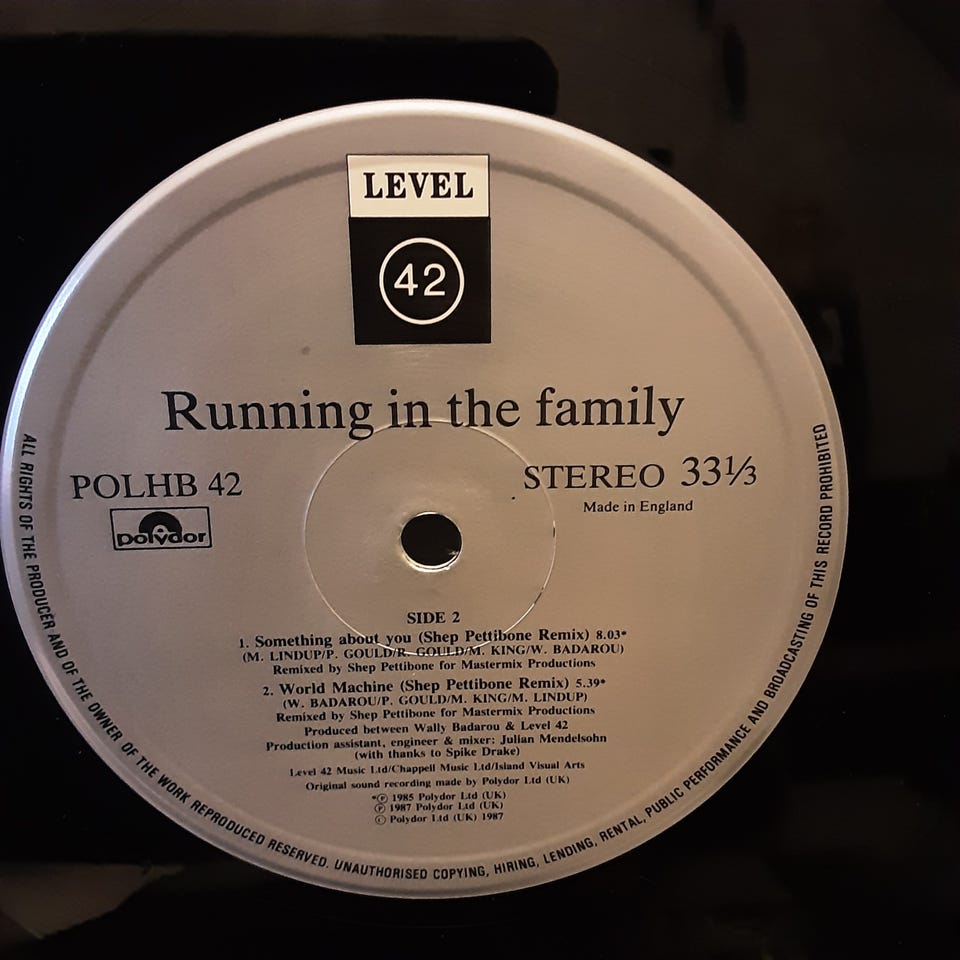 LEVEL
42
Running in the family
POLHB 42
polydor
STEREO 33⅓
Made in England
SIDE 2
1. Something about you (Shep Pettibone Remix) 8.03*
(M. LINDUP/P. GOULD/R. GOULD/M. KING/W. BADAROU)
Remixed by Shep Pettibone for Mastermix Productions
2. World Machine (Shep Pettibone Remix) 5.39*
(W. BADAROU/P. GOULD/M. KING/M. LINDUP)
Remixed by Shep Pettibone for Mastermix Productions
Produced between Wally Badarou & Level 42
Production assistant, engineer & mixer: Julian Mendelsohn
(with thanks to Spike Drake)
Level 42 Music Ltd/Chappell Music Ltd/Island Visual Arts
Original sound recording made by Polydor Ltd (UK)
*℗ 1985 Polydor Ltd (UK)
℗ 1987 Polydor Ltd (UK)
© Polydor Ltd (UK) 1987
ALL RIGHTS OF THE PRODUCER AND OF THE OWNER OF THE WORK REPRODUCED RESERVED. UNAUTHORISED COPYING, HIRING, LENDING, RENTAL, PUBLIC PERFORMANCE AND BROADCASTING OF THIS RECORD PROHIBITED